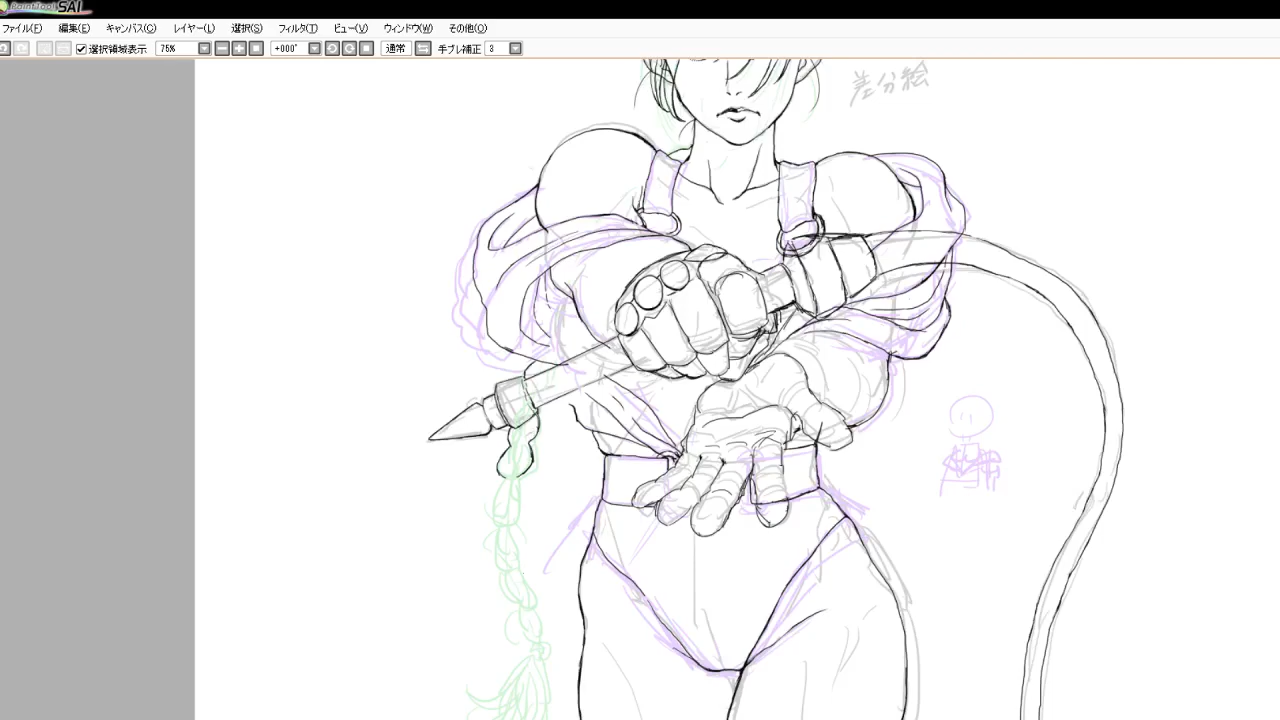 PaintTool SAI
ファイル(F) 編集(E) キャンバス(C) レイヤー(L) 選択(S) フィルタ(T) ビュー(V) ウィンドウ(W) その他(O)
選択領域表示 75% +000° 通常 手ブレ補正 3
差分絵